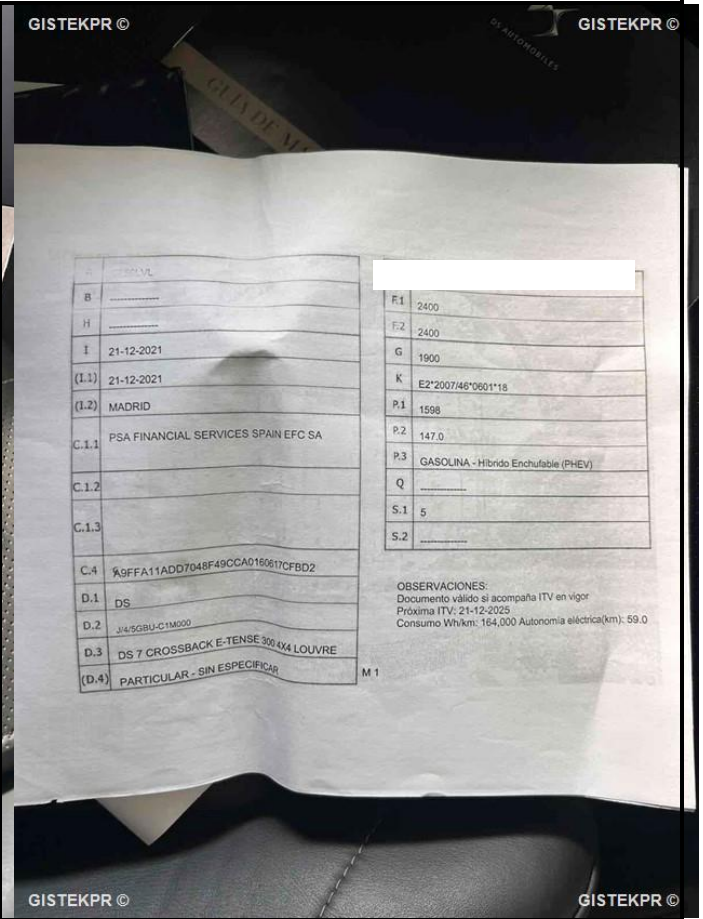 GISTEKPR © GISTEKPR ©
DS AUTOMOBILES
GUÍA DE
A
B --------------
H --------------
I 21-12-2021
(I.1) 21-12-2021
(I.2) MADRID
C.1.1 PSA FINANCIAL SERVICES SPAIN EFC SA
C.1.2
C.1.3
C.4 A9FFA11ADD7048F49CCA0160617CFBD2
D.1 DS
D.2 J/4/5GBU-C1M000
D.3 DS 7 CROSSBACK E-TENSE 300 4X4 LOUVRE
(D.4) PARTICULAR - SIN ESPECIFICAR
M 1
F.1 2400
F.2 2400
G 1900
K E2*2007/46*0601*18
P.1 1598
P.2 147.0
P.3 GASOLINA - Híbrido Enchufable (PHEV)
Q --------------
S.1 5
S.2 --------------
OBSERVACIONES:
Documento válido si acompaña ITV en vigor
Próxima ITV: 21-12-2025
Consumo Wh/km: 164,000 Autonomía eléctrica(km): 59.0
GISTEKPR © GISTEKPR ©